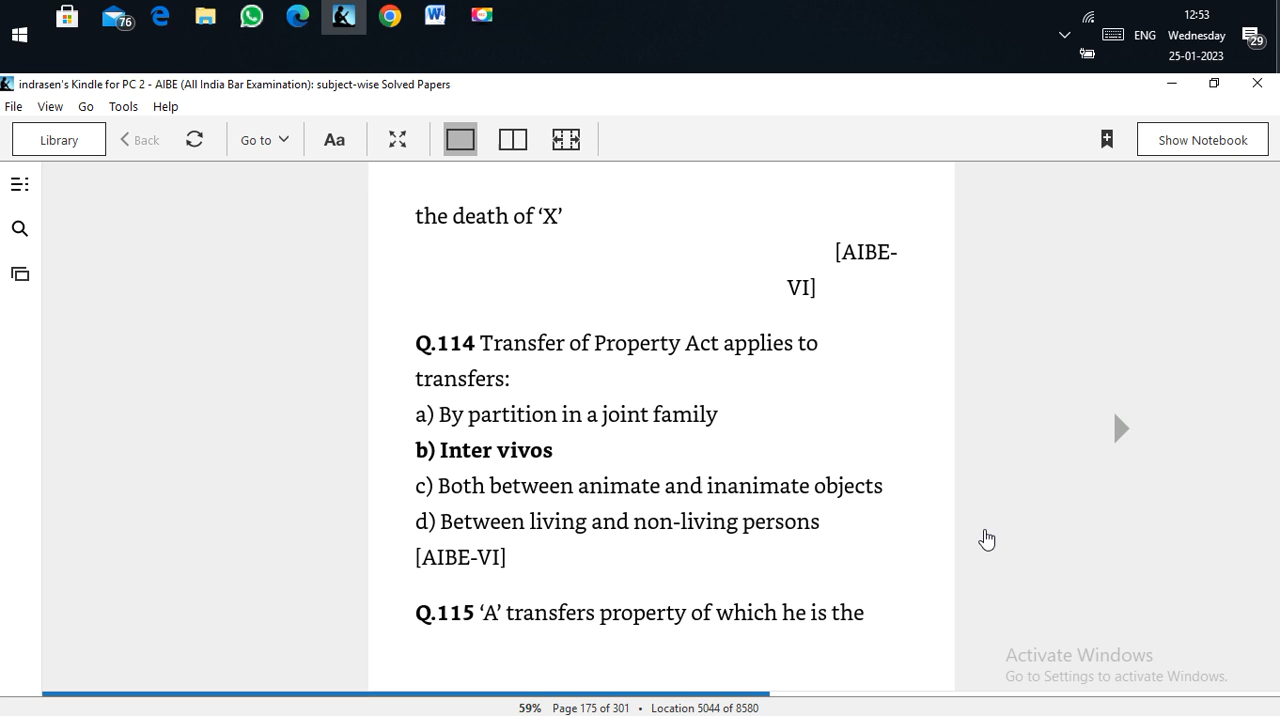 76
12:53
ENG
Wednesday
25-01-2023
29
indrasen's Kindle for PC 2 - AIBE (All India Bar Examination): subject-wise Solved Papers
File View Go Tools Help
Library
Back
Go to
Aa
Show Notebook
the death of ‘X’
[AIBE-
VI]
Q.114 Transfer of Property Act applies to
transfers:
a) By partition in a joint family
b) Inter vivos
c) Both between animate and inanimate objects
d) Between living and non-living persons
[AIBE-VI]
Q.115 ‘A’ transfers property of which he is the
Activate Windows
Go to Settings to activate Windows.
59% Page 175 of 301 • Location 5044 of 8580